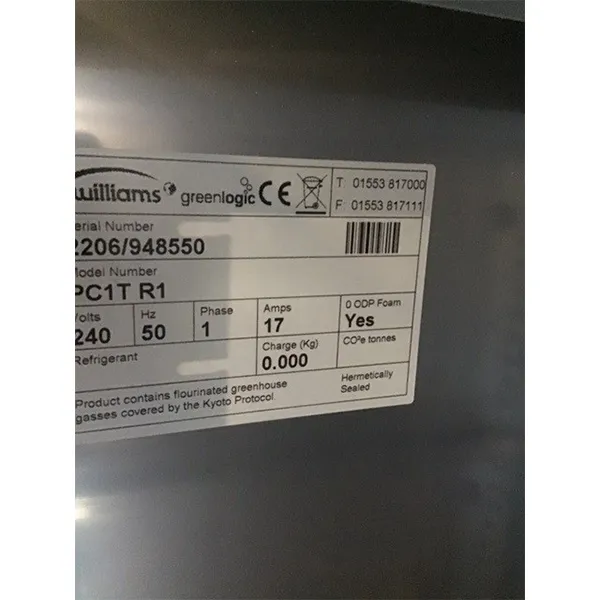 williams greenlogic CE T: 01553 817000
F: 01553 817111
erial Number
2206/948550
Model Number
PC1T R1
Volts Hz Phase Amps 0 ODP Foam
240 50 1 17 Yes
Refrigerant Charge (Kg) CO²e tonnes
0.000
Product contains flourinated greenhouse
gasses covered by the Kyoto Protocol.
Hermetically
Sealed